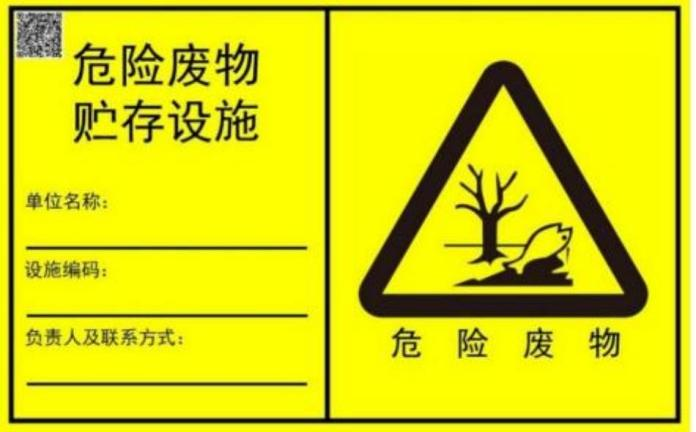 危险废物
贮存设施
单位名称：
设施编码：
负责人及联系方式：
危险废物